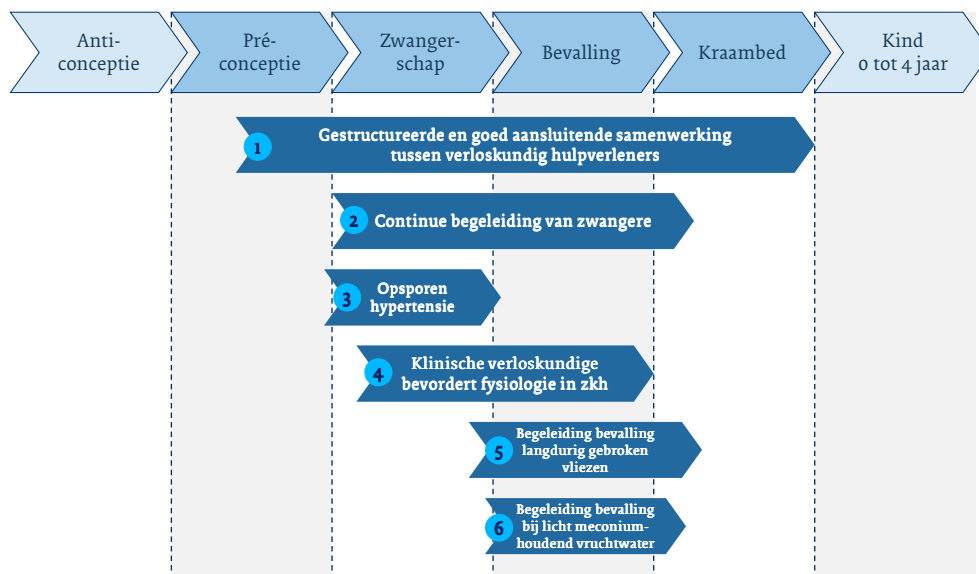 Anti-
conceptie
Pré-
conceptie
Zwanger-
schap
Bevalling
Kraambed
Kind
0 tot 4 jaar
1
Gestructureerde en goed aansluitende samenwerking
tussen verloskundig hulpverleners
2
Continue begeleiding van zwangere
3
Opsporen
hypertensie
4
Klinische verloskundige
bevordert fysiologie in zkh
5
Begeleiding bevalling
langdurig gebroken
vliezen
6
Begeleiding bevalling
bij licht meconium-
houdend vruchtwater